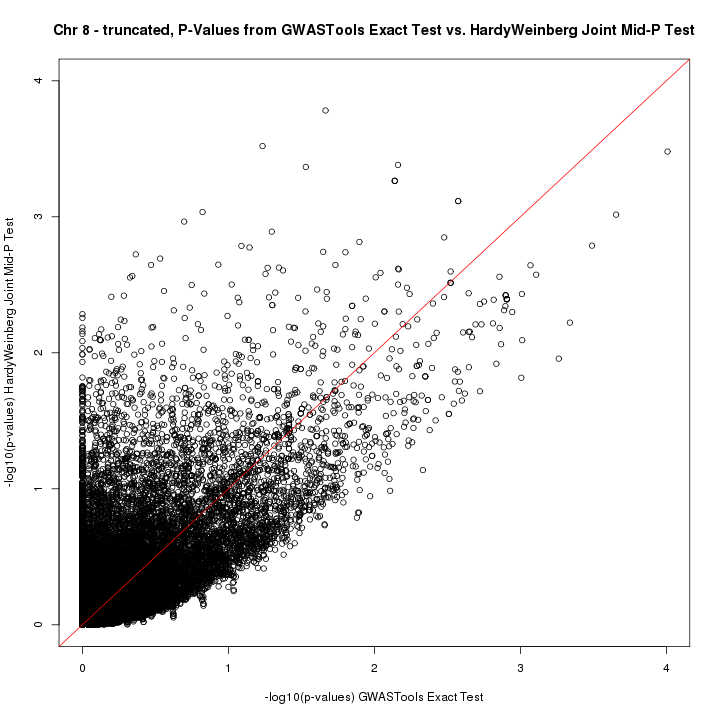 Chr 8 - truncated, P-Values from GWASTools Exact Test vs. HardyWeinberg Joint Mid-P Test
-log10(p-values) HardyWeinberg Joint Mid-P Test
4
3
2
1
0
0 1 2 3 4
-log10(p-values) GWASTools Exact Test